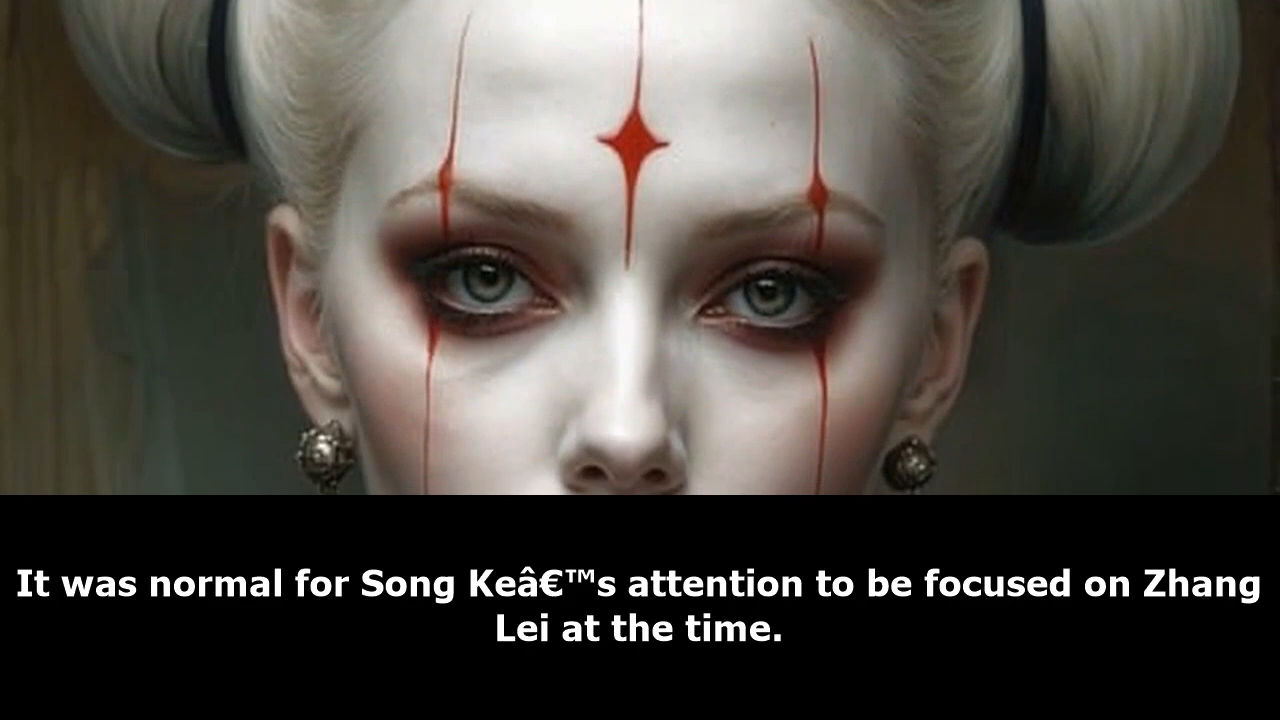 It was normal for Song Keâ€™s attention to be focused on Zhang
Lei at the time.